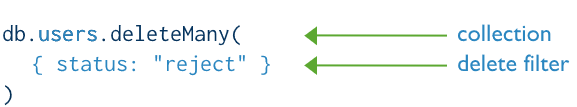 db.users.deleteMany( collection
{ status: "reject" } delete filter
)